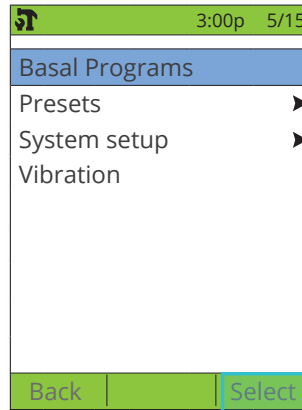 3:00p 5/15
Basal Programs
Presets
System setup
Vibration
Back Select